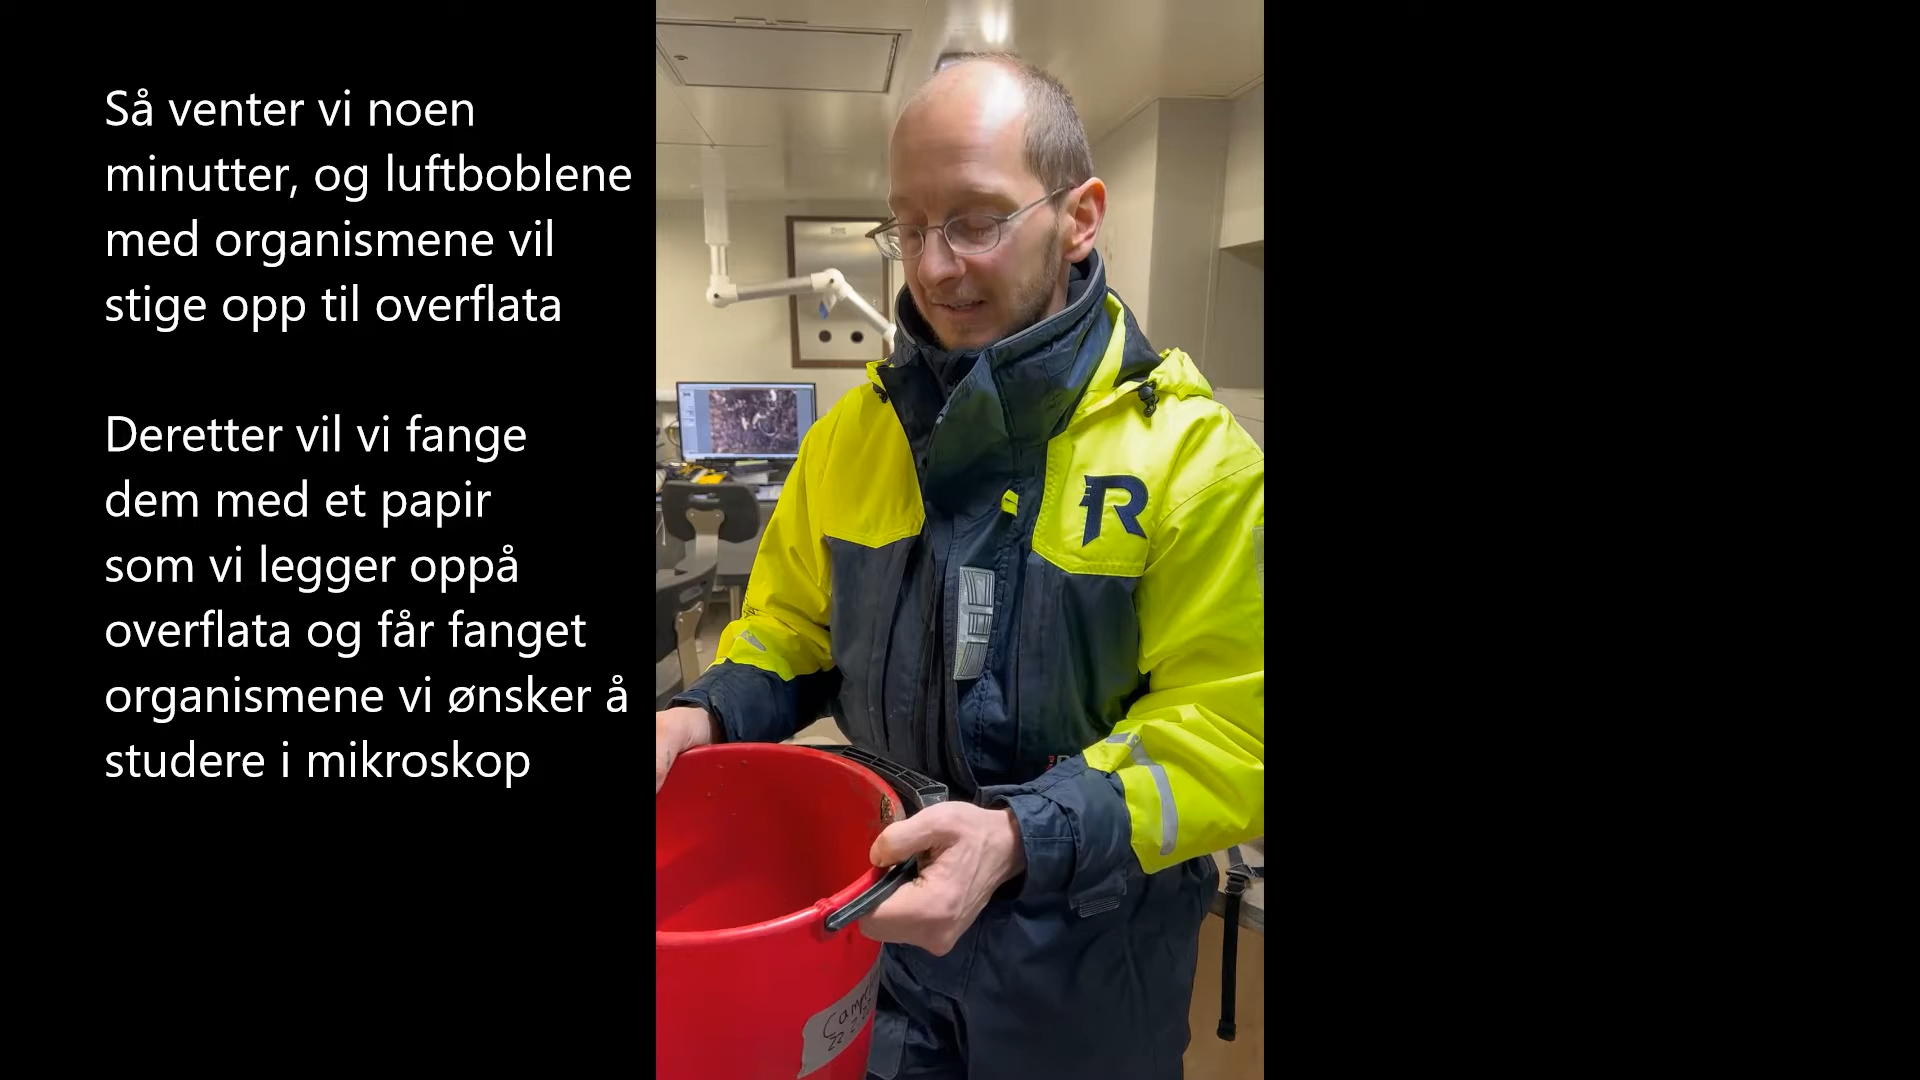 Så venter vi noen
minutter, og luftboblene
med organismene vil
stige opp til overflata
Deretter vil vi fange
dem med et papir
som vi legger oppå
overflata og får fanget
organismene vi ønsker å
studere i mikroskop
R